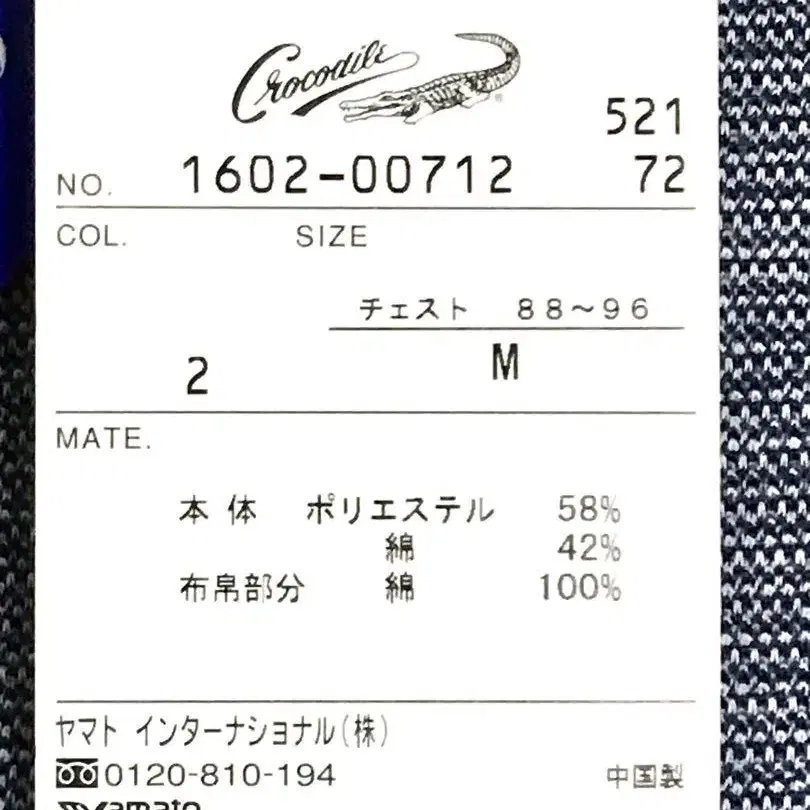 Crocodile
®
521
NO. 1602-00712 72
COL. SIZE
チェスト 88~96
2 M
MATE.
本体 ポリエステル 58%
綿 42%
布帛部分 綿 100%
ヤマト インターナショナル(株)
0120-810-194 中国製
Yamato